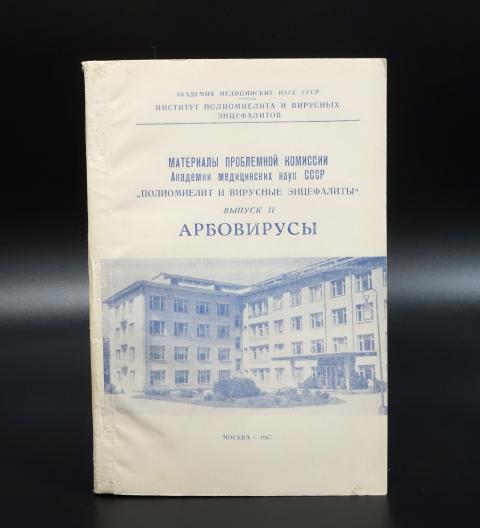 АКАДЕМИЯ МЕДИЦИНСКИХ НАУК СССР
ИНСТИТУТ ПОЛИОМИЕЛИТА И ВИРУСНЫХ
ЭНЦЕФАЛИТОВ
МАТЕРИАЛЫ ПРОБЛЕМНОЙ КОМИССИИ
Академии медицинских наук СССР
„ПОЛИОМИЕЛИТ И ВИРУСНЫЕ ЭНЦЕФАЛИТЫ“
ВЫПУСК II
АРБОВИРУСЫ
МОСКВА — 1967